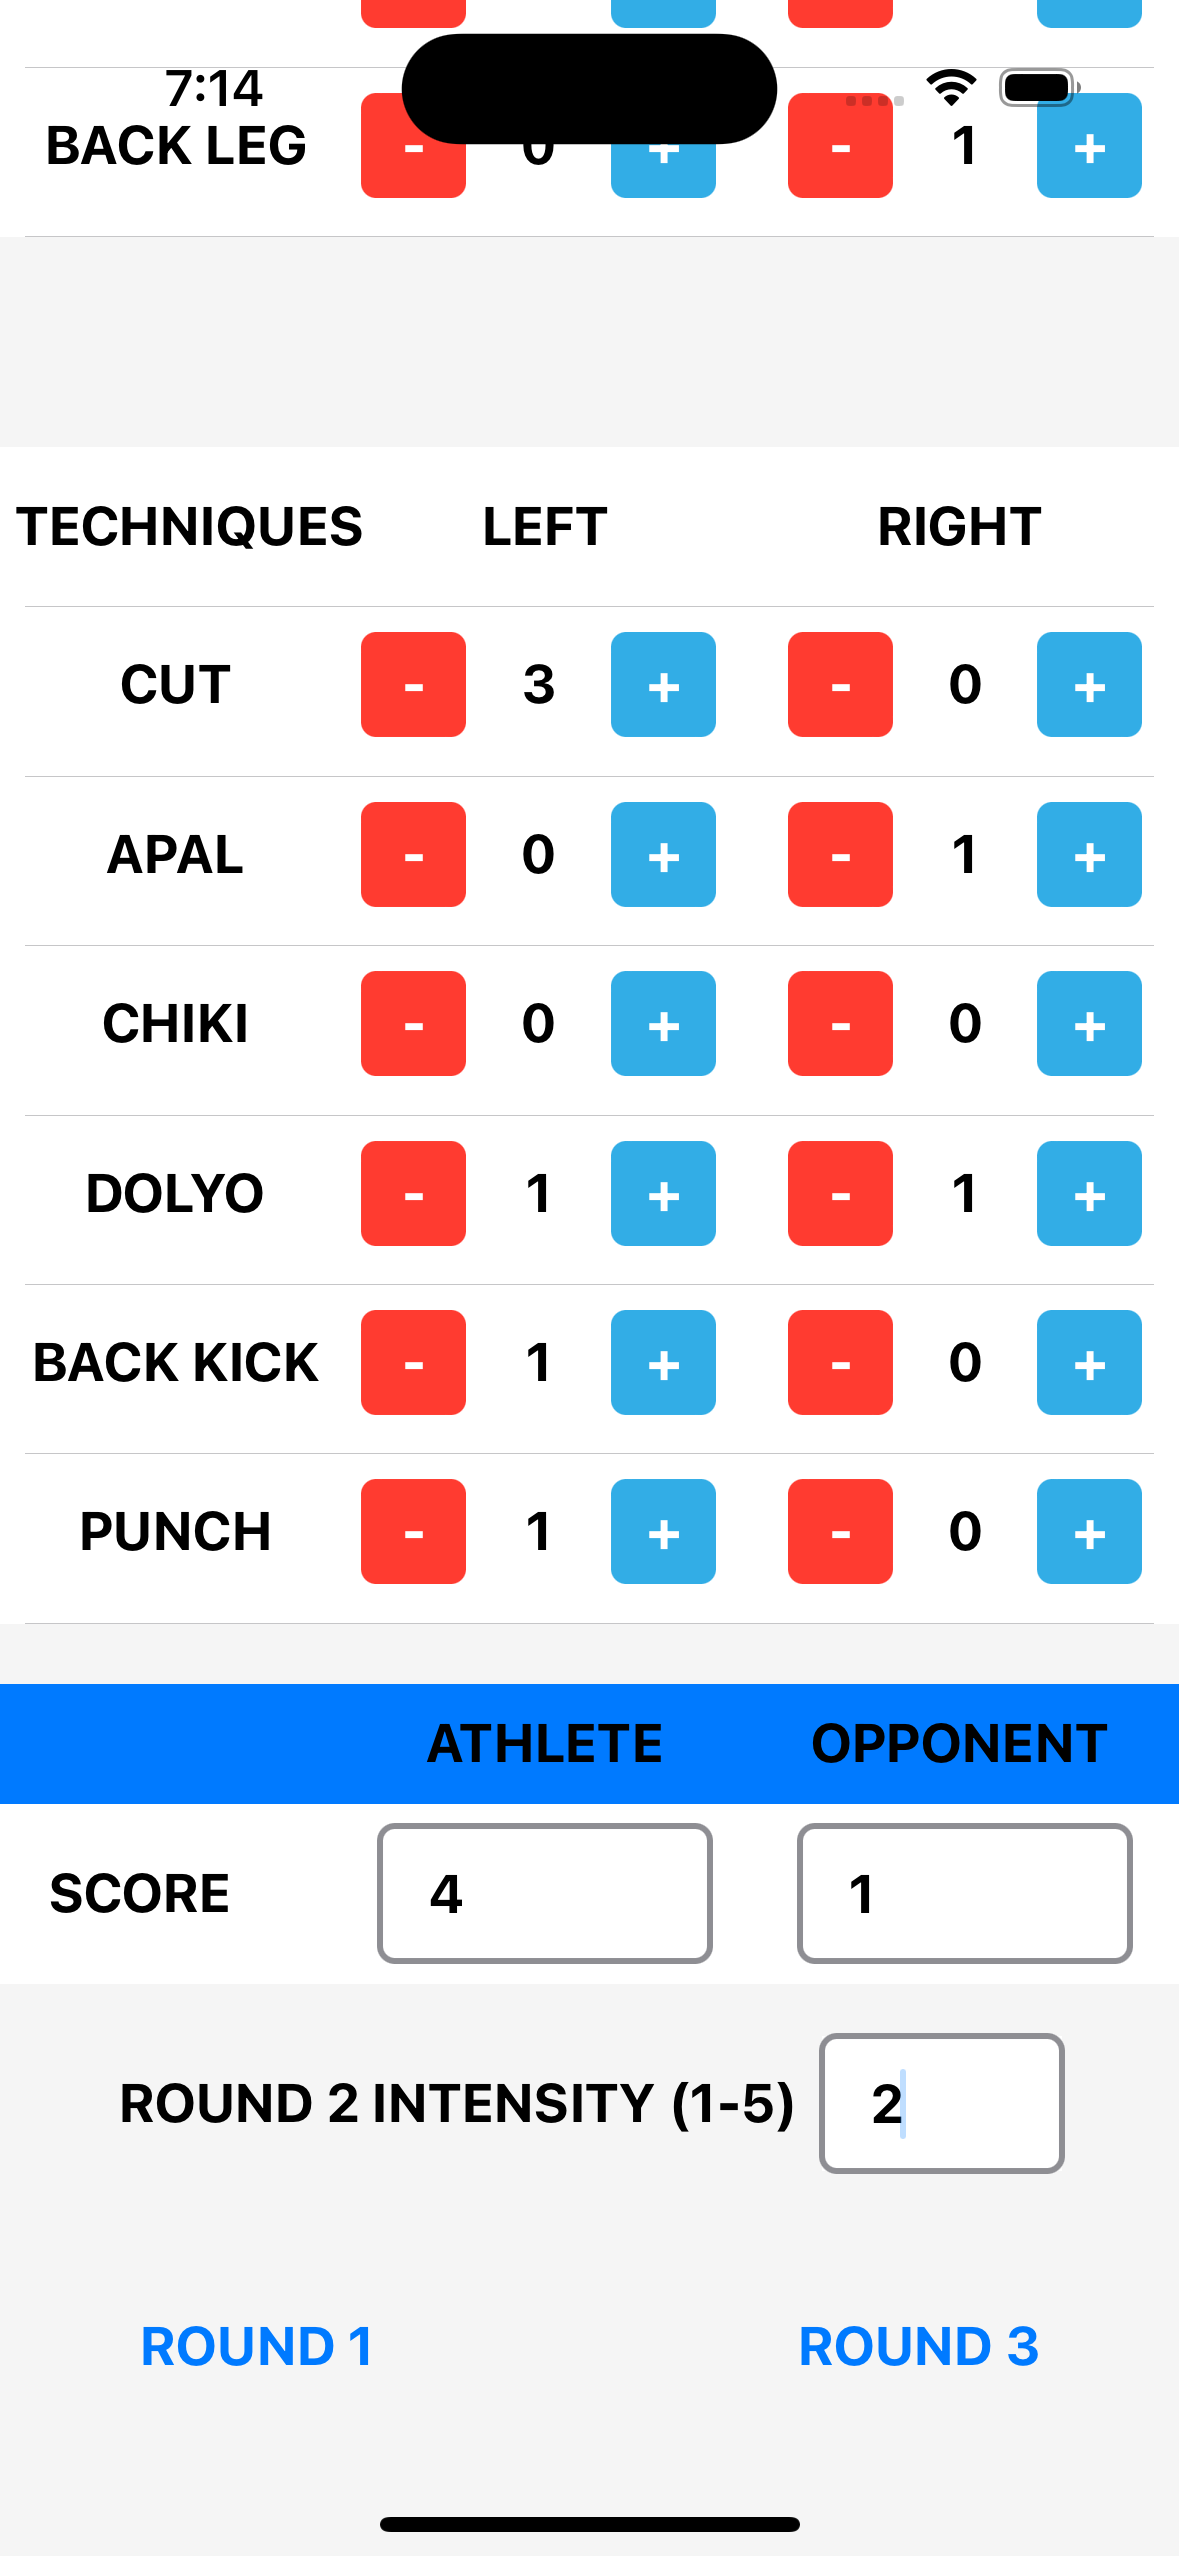 7:14
BACK LEG - 0 + - 1 +
TECHNIQUES LEFT RIGHT
CUT - 3 + - 0 +
APAL - 0 + - 1 +
CHIKI - 0 + - 0 +
DOLYO - 1 + - 1 +
BACK KICK - 1 + - 0 +
PUNCH - 1 + - 0 +
ATHLETE OPPONENT
SCORE 4 1
ROUND 2 INTENSITY (1-5) 2
ROUND 1 ROUND 3